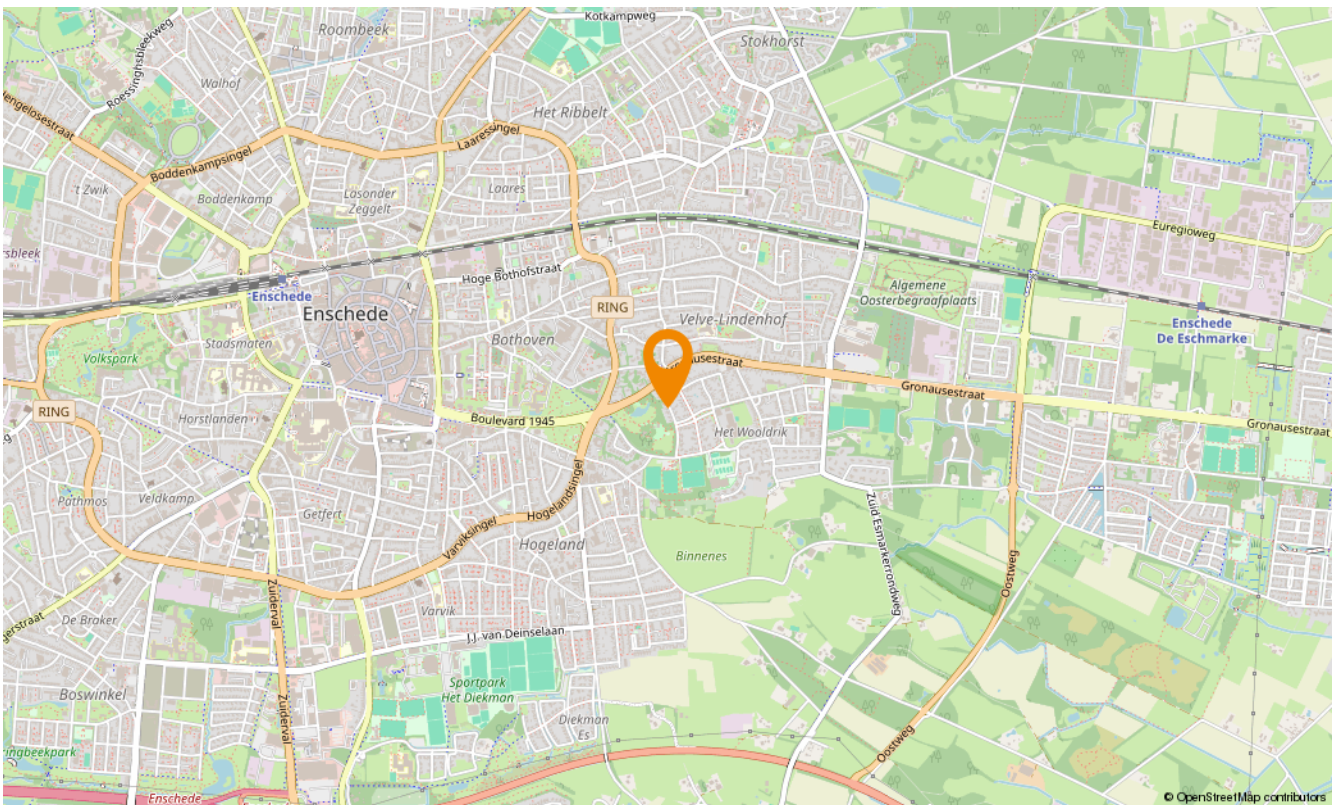 Kotkampweg
Roombeek
Stokhorst
Roessinghsbleekweg
Walhof
Hengelosestraat
Het Ribbelt
Laaressingel
Boddenkampsingel
't Zwik
Boddenkamp
Lasonder
Zeggelt
Laares
Euregioweg
Hoge Bothofstraat
Algemene
Oosterbegraafplaats
Enschede
Enschede
RING
Velve-Lindenhof
Enschede
De Eschmarke
Stadsmaten
Bothoven
Volkspark
Gronausestraat
RING
Horstlanden
Boulevard 1945
Gronausestraat
Het Wooldrik
Pathmos
Veldkamp
Getfert
Hogelandsingel
Varviksingel
Hogeland
Binnenes
Zuid Esmarkerrondweg
Oostweg
Zuiderval
De Braker
Varvik
J.J. van Deinselaan
Sportpark
Het Diekman
Boswinkel
Zuiderval
Diekman
Es
Oostweg
Enschede
© OpenStreetMap contributors